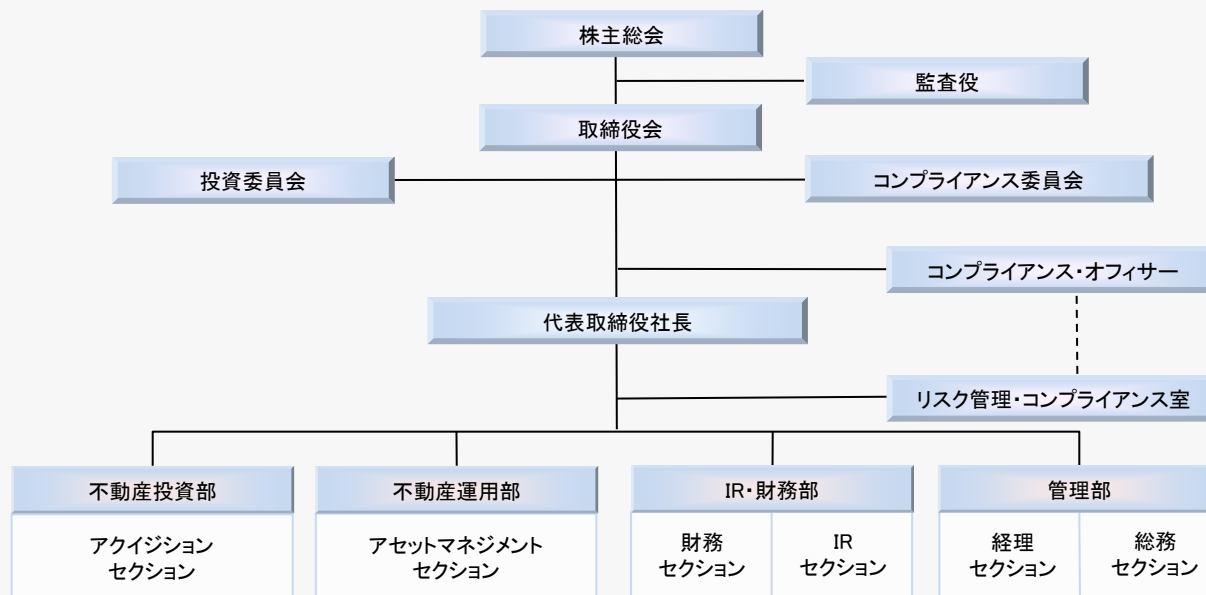 株主総会
監査役
取締役会
投資委員会
コンプライアンス委員会
コンプライアンス・オフィサー
代表取締役社長
リスク管理・コンプライアンス室
不動産投資部
不動産運用部
IR・財務部
管理部
アクイジション
セクション
アセットマネジメント
セクション
財務
セクション
IR
セクション
経理
セクション
総務
セクション